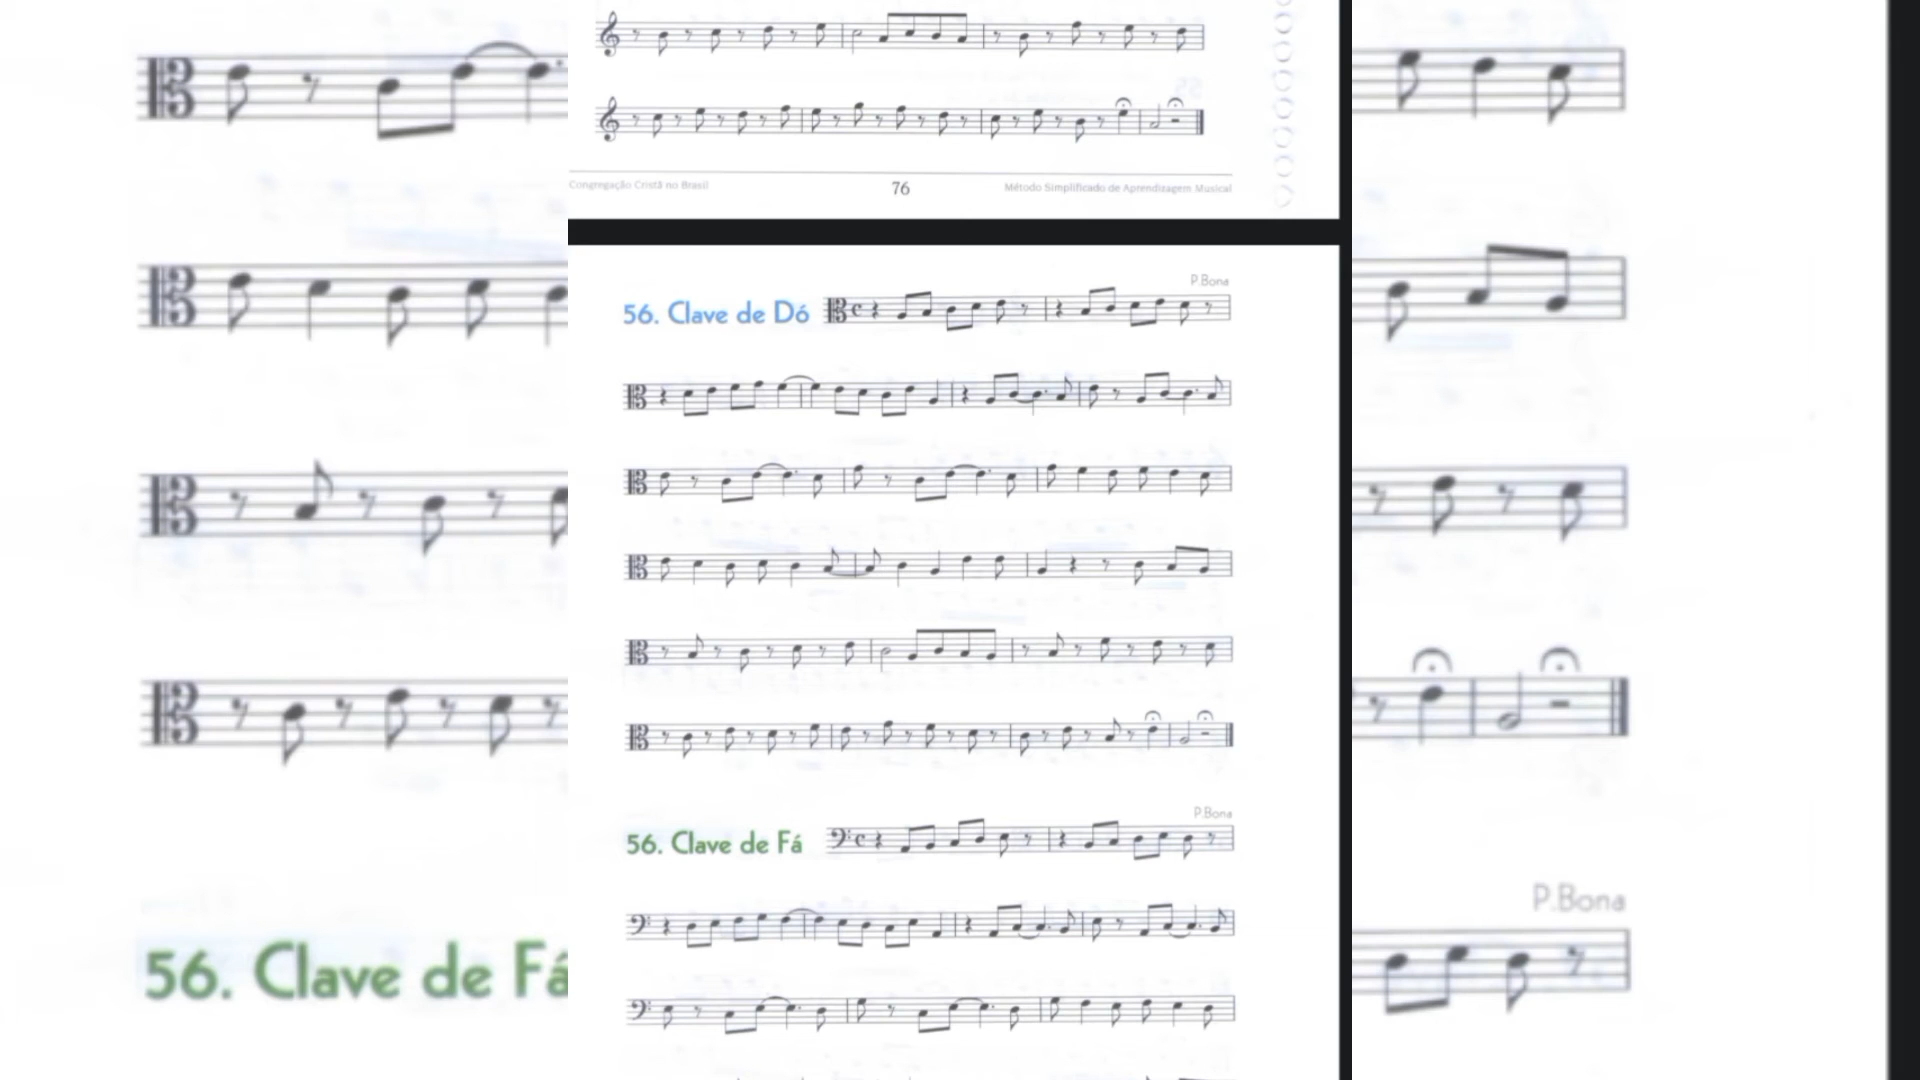 Congregação Cristã no Brasil
76
Método Simplificado de Aprendizagem Musical
P.Bona
56. Clave de Dó
P.Bona
56. Clave de Fá
56. Clave de Fá
P.Bona